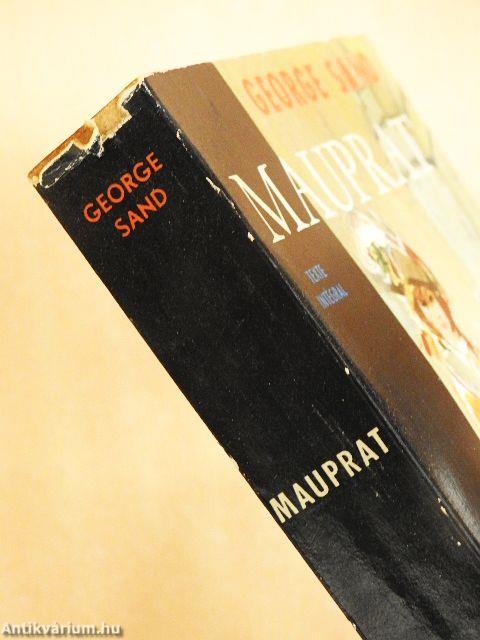 GEORGE
SAND
MAUPRAT
GEORGE SAND
MAUPRAT
TEXTE
INTÉGRAL
Antikvárium.hu